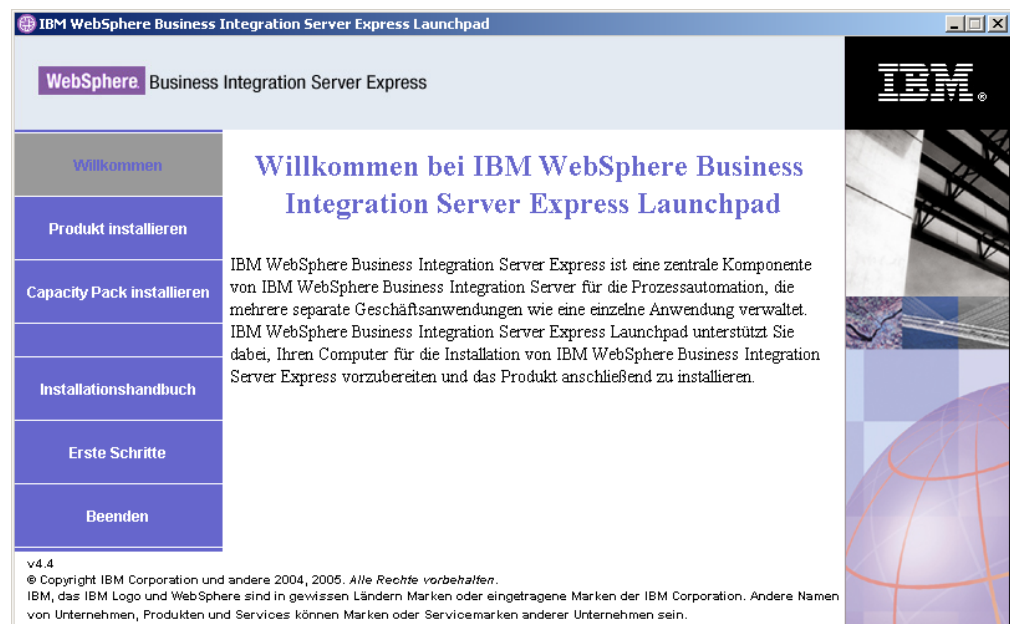 IBM WebSphere Business Integration Server Express Launchpad
WebSphere. Business Integration Server Express
IBM®
Willkommen
Produkt installieren
Capacity Pack installieren
Installationshandbuch
Erste Schritte
Beenden
Willkommen bei IBM WebSphere Business
Integration Server Express Launchpad
IBM WebSphere Business Integration Server Express ist eine zentrale Komponente
von IBM WebSphere Business Integration Server für die Prozessautomation, die
mehrere separate Geschäftsanwendungen wie eine einzelne Anwendung verwaltet.
IBM WebSphere Business Integration Server Express Launchpad unterstützt Sie
dabei, Ihren Computer für die Installation von IBM WebSphere Business Integration
Server Express vorzubereiten und das Produkt anschließend zu installieren.
v4.4
© Copyright IBM Corporation und andere 2004, 2005. Alle Rechte vorbehalten.
IBM, das IBM Logo und WebSphere sind in gewissen Ländern Marken oder eingetragene Marken der IBM Corporation. Andere Namen
von Unternehmen, Produkten und Services können Marken oder Servicemarken anderer Unternehmen sein.